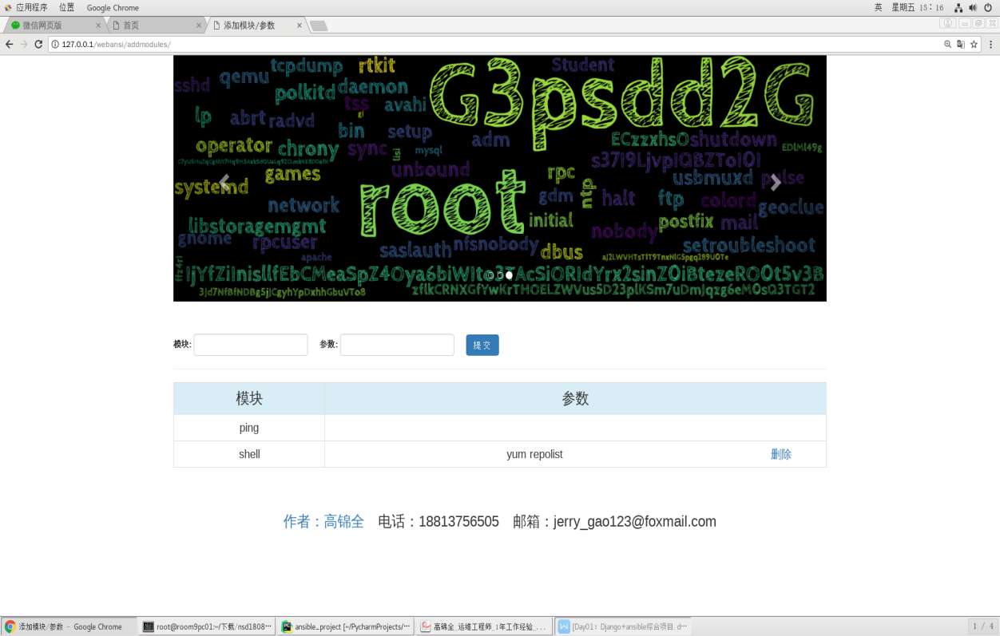 应用程序 位置 Google Chrome 英 星期五 15:16
微信网页版 × 首页 × 添加模块/参数 ×
127.0.0.1/webansi/addmodules/
tcpdump rtkit Student G3psdd2G
sshd qemu polkitd daemon
tss avahi
lp abrt radvd gl bin setup adm ECzzxhsO shutdown
operator chrony sync lisi mysql EDlMl49g
games unbound rpc s37I9LjvplQBZToIOI
systemd root ntp usbmuxd pulse
network gdm halt ftp colord geoclue
libstoragemgmt initial postfix mail
gnome rpcuser nobody
saslauth nfsnobody dbus setroubleshoot
apache aJ2LWVHTsTlT9TnxNlG5pgq289UOTe
3Jd7NfBfNDBg5jJCgyhYpDxhhGbuVTo8
模块: 参数: 提交
模块 参数
ping
shell yum repolist 删除
作者：高锦全 电话：18813756505 邮箱：jerry_gao123@foxmail.com
添加模块/参数 - Google Chrome root@room9pc01:~/下载/nsd1808··· ansible_project [~/PycharmProjects/··· 高锦全_运维工程师_1年工作经验_... [Day01：Django+ansible综合项目.d··· 1 / 4